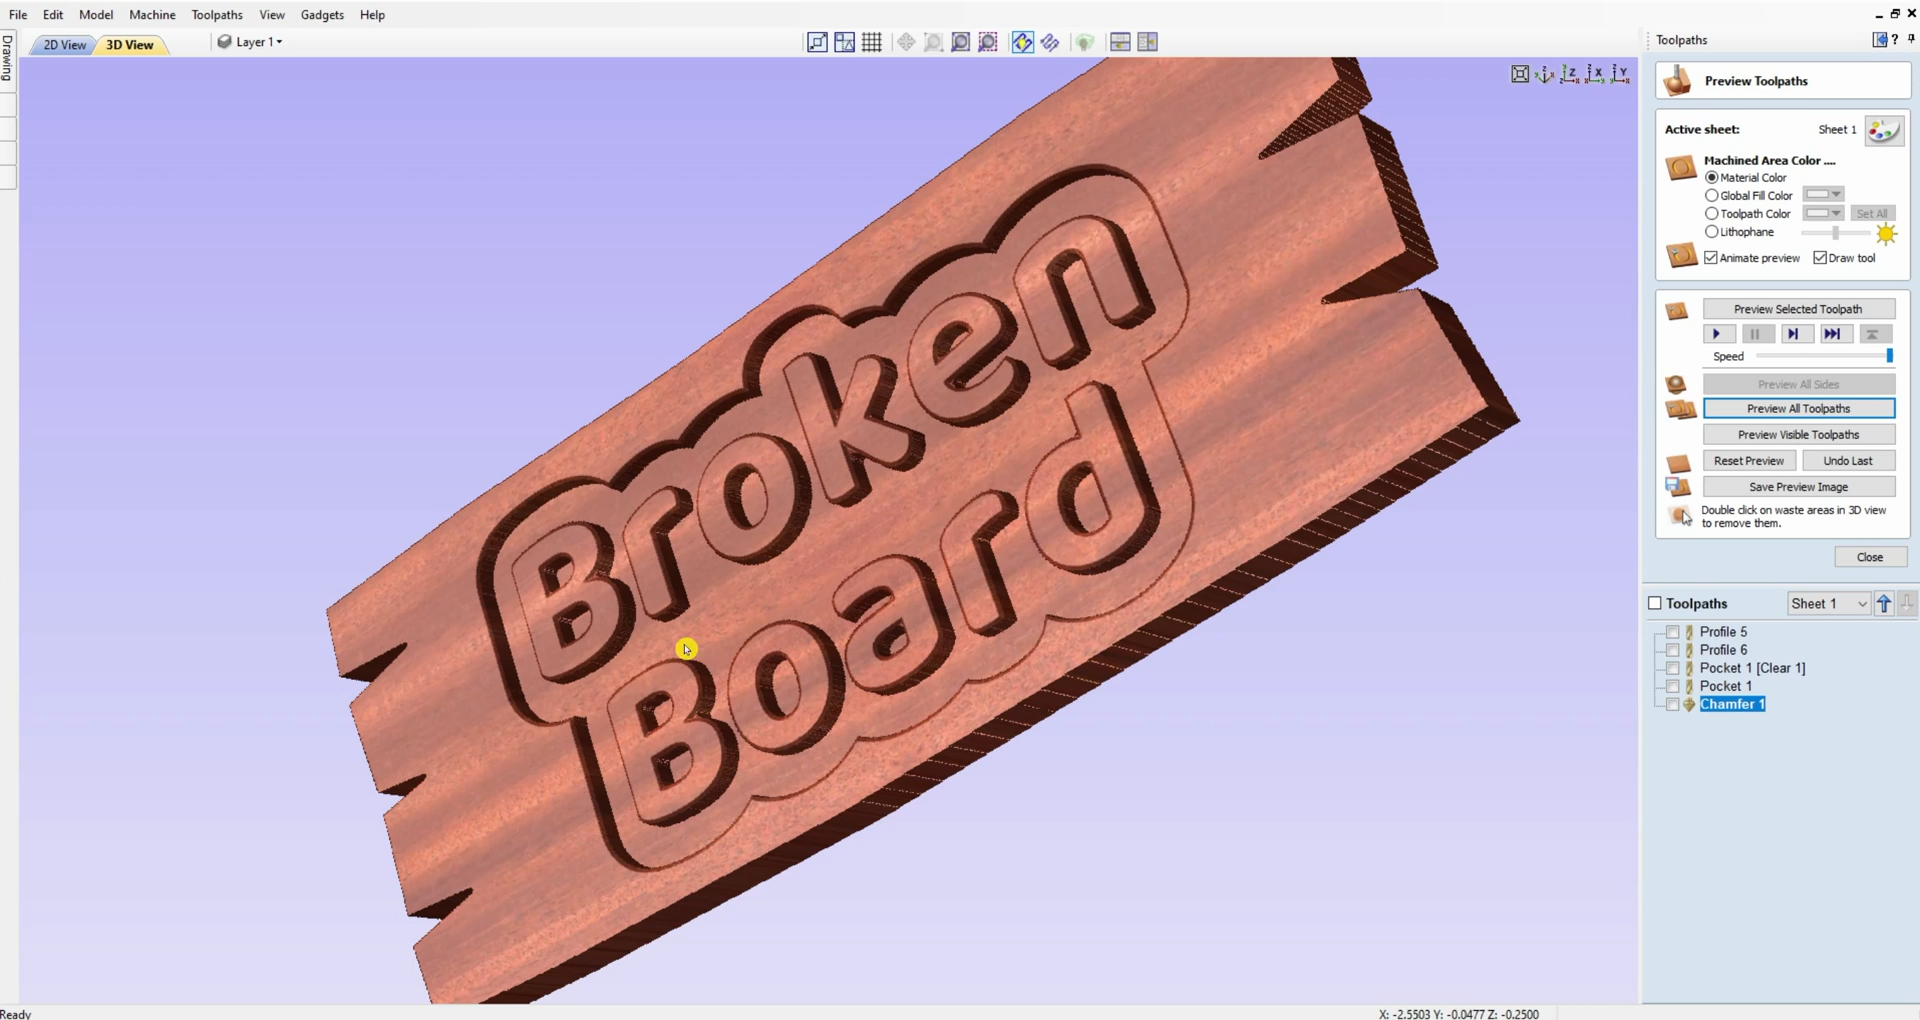 File Edit Model Machine Toolpaths View Gadgets Help
Drawing
2D View 3D View Layer 1
Broken
Board
Toolpaths
Preview Toolpaths
Active sheet: Sheet 1
Machined Area Color ....
Material Color
Global Fill Color
Toolpath Color Set All
Lithophane
Animate preview Draw tool
Preview Selected Toolpath
Speed
Preview All Sides
Preview All Toolpaths
Preview Visible Toolpaths
Reset Preview Undo Last
Save Preview Image
Double click on waste areas in 3D view
to remove them.
Close
Toolpaths Sheet 1
Profile 5
Profile 6
Pocket 1 [Clear 1]
Pocket 1
Chamfer 1
Ready X: -2.5503 Y: -0.0477 Z: -0.2500